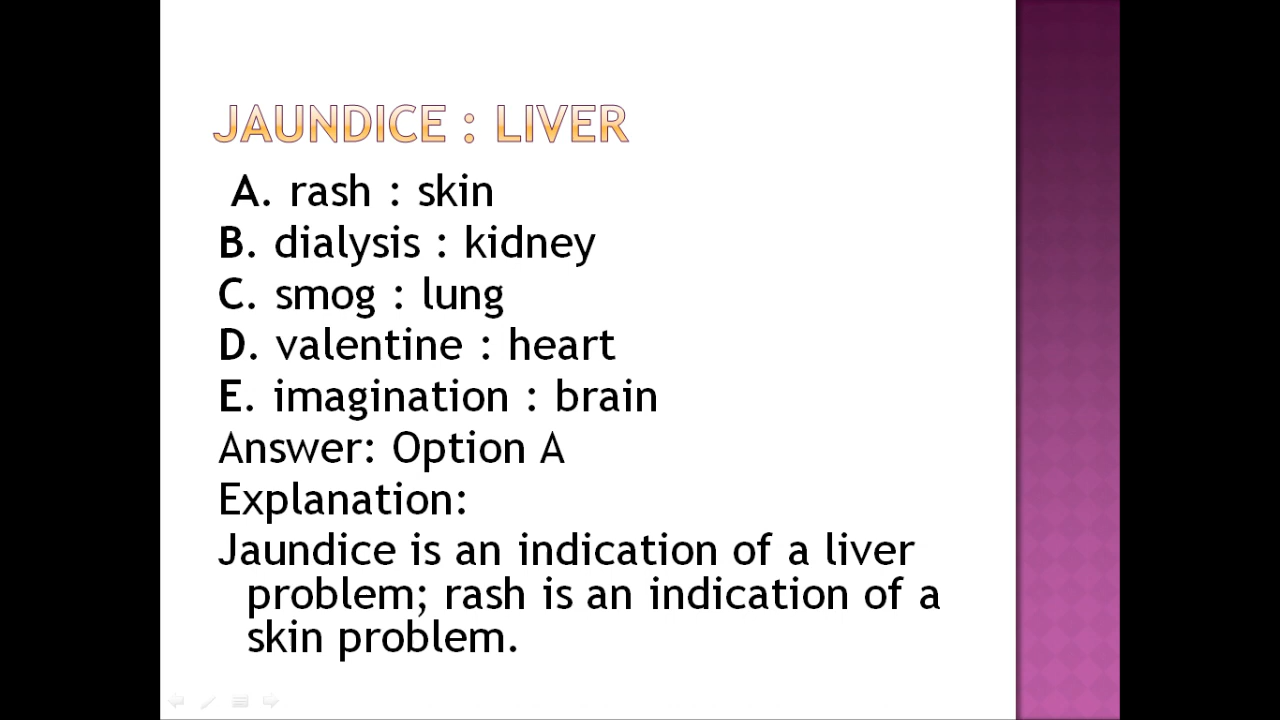 JAUNDICE : LIVER
A. rash : skin
B. dialysis : kidney
C. smog : lung
D. valentine : heart
E. imagination : brain
Answer: Option A
Explanation:
Jaundice is an indication of a liver
problem; rash is an indication of a
skin problem.